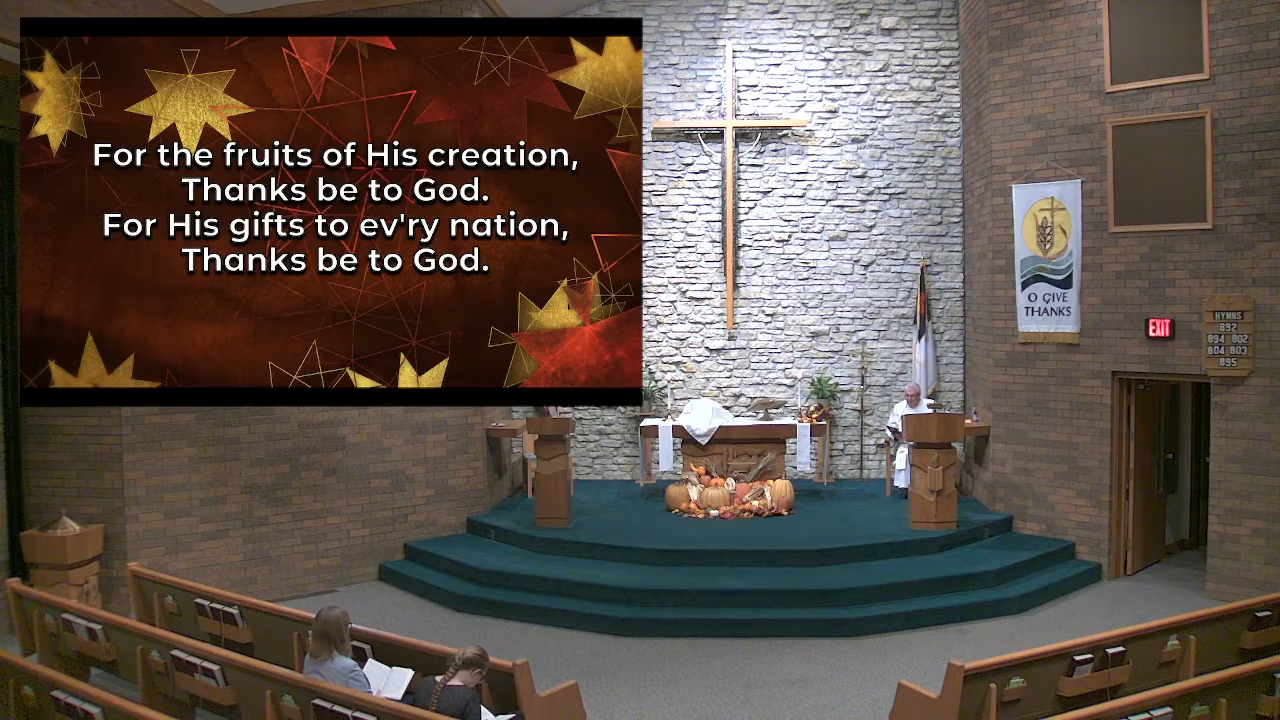 For the fruits of His creation,
Thanks be to God.
For His gifts to ev'ry nation,
Thanks be to God.
O GIVE
THANKS
EXIT
HYMNS
892
894 802
804 803
895